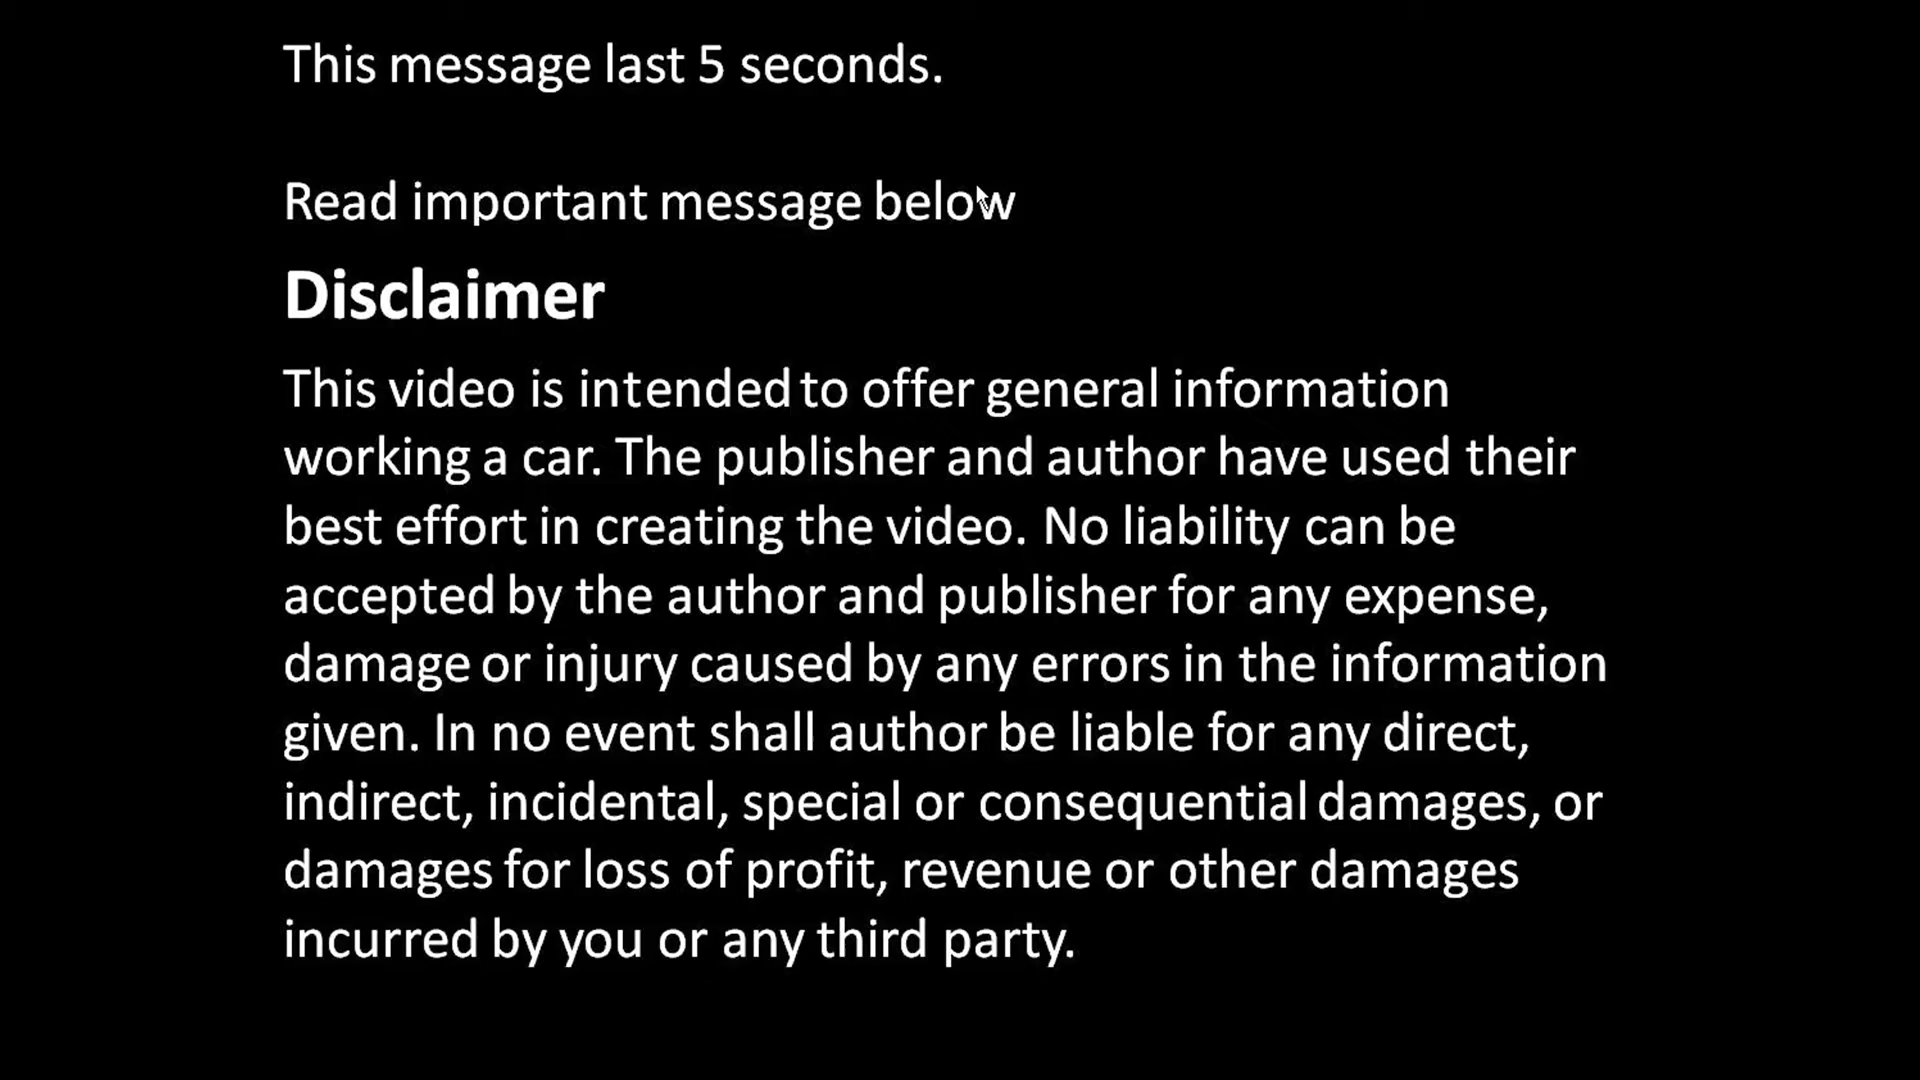 This message last 5 seconds.
Read important message below
Disclaimer
This video is intended to offer general information
working a car. The publisher and author have used their
best effort in creating the video. No liability can be
accepted by the author and publisher for any expense,
damage or injury caused by any errors in the information
given. In no event shall author be liable for any direct,
indirect, incidental, special or consequential damages, or
damages for loss of profit, revenue or other damages
incurred by you or any third party.